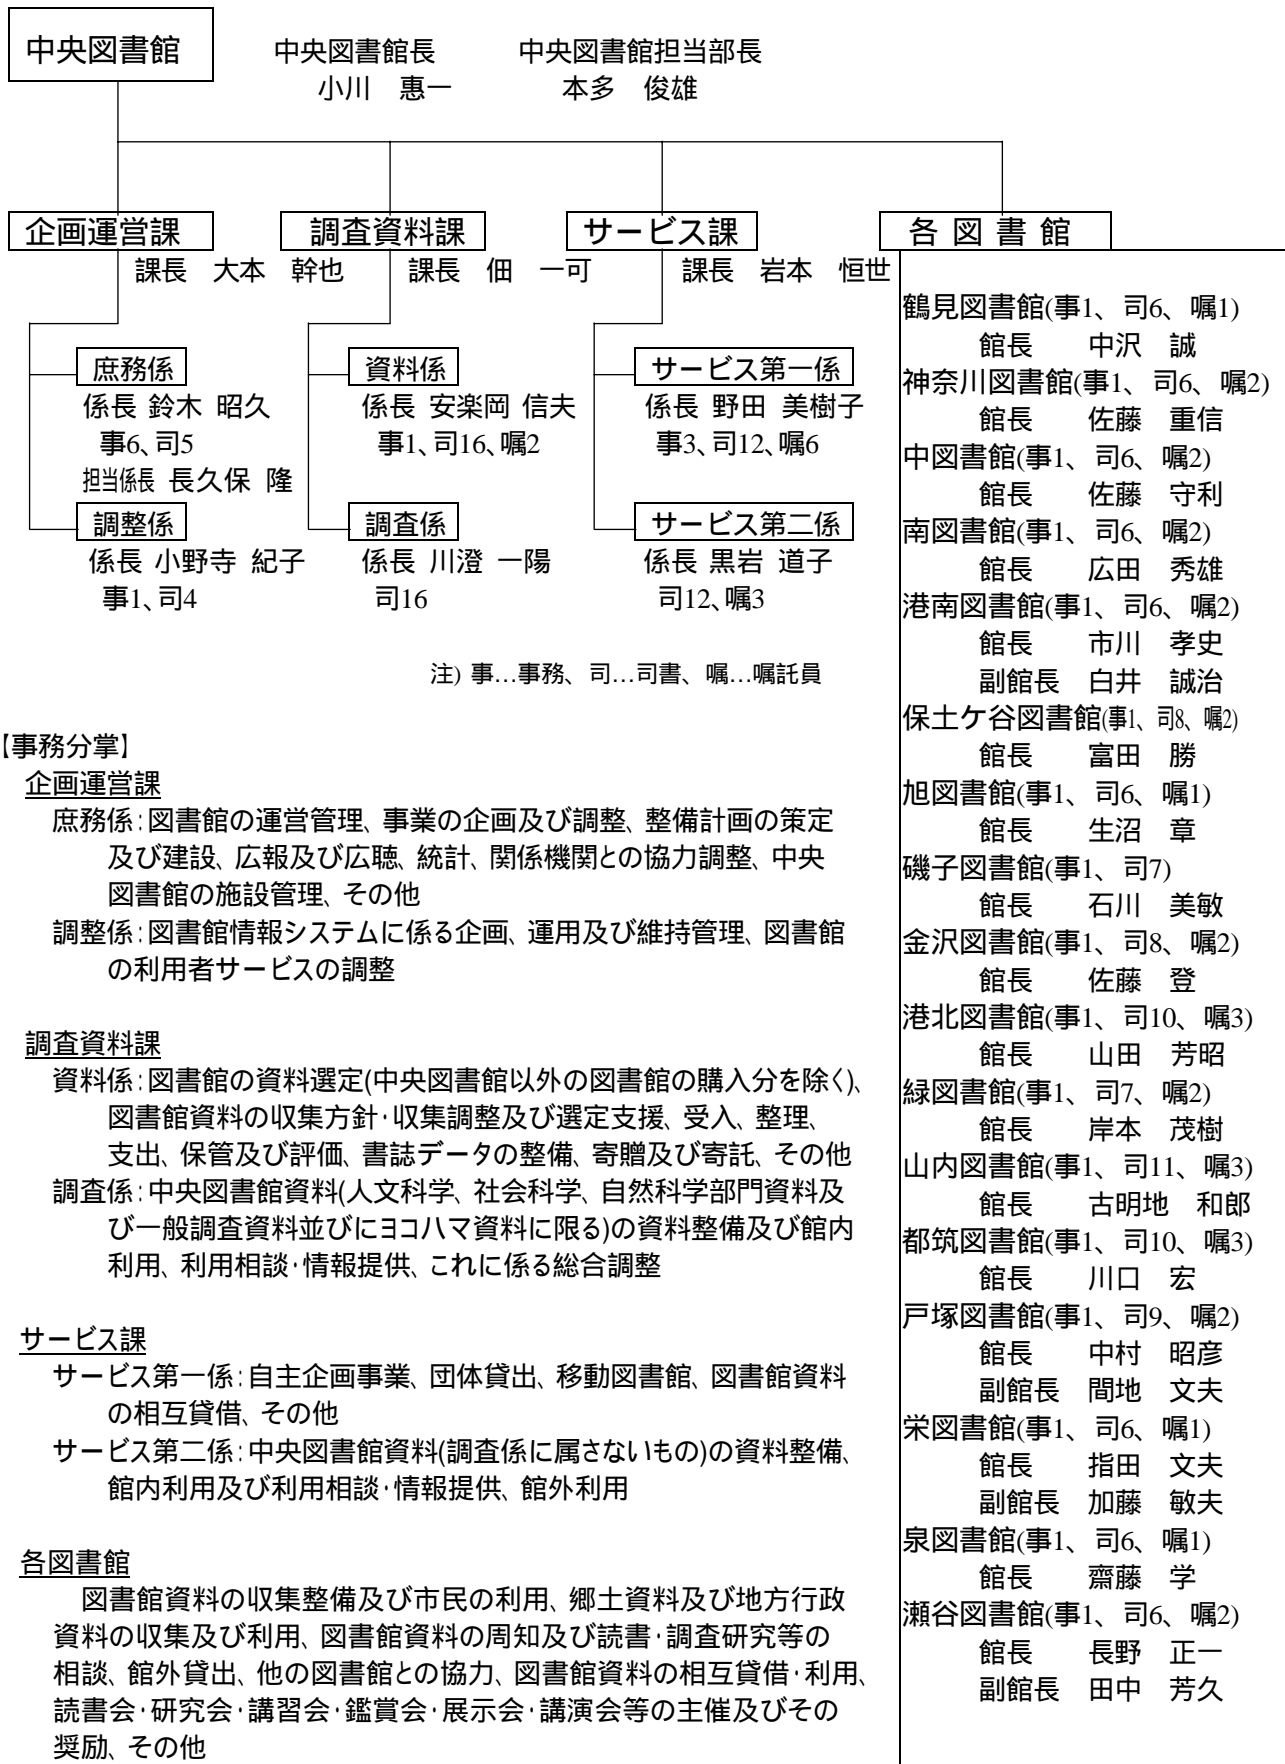 中央図書館
中央図書館長　中央図書館担当部長
小川　惠一　本多　俊雄
企画運営課
課長　大本　幹也
庶務係
係長 鈴木 昭久
事6、司5
担当係長 長久保 隆
調整係
係長 小野寺 紀子
事1、司4
調査資料課
課長　佃　一可
資料係
係長 安楽岡 信夫
事1、司16、嘱2
調査係
係長 川澄 一陽
司16
サービス課
課長　岩本　恒世
サービス第一係
係長 野田 美樹子
事3、司12、嘱6
サービス第二係
係長 黒岩 道子
司12、嘱3
注) 事…事務、司…司書、嘱…嘱託員
各 図 書 館
鶴見図書館(事1、司6、嘱1)
館長　中沢　誠
神奈川図書館(事1、司6、嘱2)
館長　佐藤　重信
中図書館(事1、司6、嘱2)
館長　佐藤　守利
南図書館(事1、司6、嘱2)
館長　広田　秀雄
港南図書館(事1、司6、嘱2)
館長　市川　孝史
副館長　白井　誠治
保土ケ谷図書館(事1、司8、嘱2)
館長　富田　勝
旭図書館(事1、司6、嘱1)
館長　生沼　章
磯子図書館(事1、司7)
館長　石川　美敏
金沢図書館(事1、司8、嘱2)
館長　佐藤　登
港北図書館(事1、司10、嘱3)
館長　山田　芳昭
緑図書館(事1、司7、嘱2)
館長　岸本　茂樹
山内図書館(事1、司11、嘱3)
館長　古明地　和郎
都筑図書館(事1、司10、嘱3)
館長　川口　宏
戸塚図書館(事1、司9、嘱2)
館長　中村　昭彦
副館長　間地　文夫
栄図書館(事1、司6、嘱1)
館長　指田　文夫
副館長　加藤　敏夫
泉図書館(事1、司6、嘱1)
館長　齋藤　学
瀬谷図書館(事1、司6、嘱2)
館長　長野　正一
副館長　田中　芳久
【事務分掌】
企画運営課
庶務係：図書館の運営管理、事業の企画及び調整、整備計画の策定
及び建設、広報及び広聴、統計、関係機関との協力調整、中央
図書館の施設管理、その他
調整係：図書館情報システムに係る企画、運用及び維持管理、図書館
の利用者サービスの調整
調査資料課
資料係：図書館の資料選定(中央図書館以外の図書館の購入分を除く)、
図書館資料の収集方針・収集調整及び選定支援、受入、整理、
支出、保管及び評価、書誌データの整備、寄贈及び寄託、その他
調査係：中央図書館資料(人文科学、社会科学、自然科学部門資料及
び一般調査資料並びにヨコハマ資料に限る)の資料整備及び館内
利用、利用相談・情報提供、これに係る総合調整
サービス課
サービス第一係：自主企画事業、団体貸出、移動図書館、図書館資料
の相互貸借、その他
サービス第二係：中央図書館資料(調査係に属さないもの)の資料整備、
館内利用及び利用相談・情報提供、館外利用
各図書館
図書館資料の収集整備及び市民の利用、郷土資料及び地方行政
資料の収集及び利用、図書館資料の周知及び読書・調査研究等の
相談、館外貸出、他の図書館との協力、図書館資料の相互貸借・利用、
読書会・研究会・講習会・鑑賞会・展示会・講演会等の主催及びその
奨励、その他